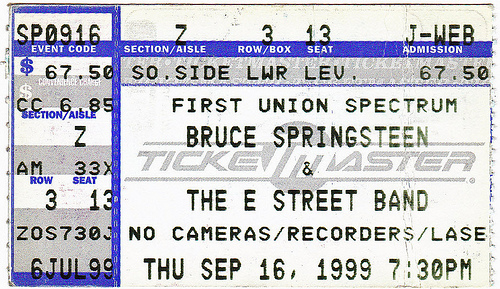 SP0916 Z 3 13 J-WEB
EVENT CODE SECTION/AISLE ROW/BOX SEAT ADMISSION
$ 67.50 SO.SIDE LWR LEV. 67.50
$ CONVENIENCE CHARGE
CC 6.85 FIRST UNION SPECTRUM
SECTION/AISLE
Z BRUCE SPRINGSTEEN
TICKETMASTER
AM 33X &
ROW SEAT
3 13 THE E STREET BAND
ZOS730J NO CAMERAS/RECORDERS/LASE
6JUL99 THU SEP 16, 1999 7:30PM